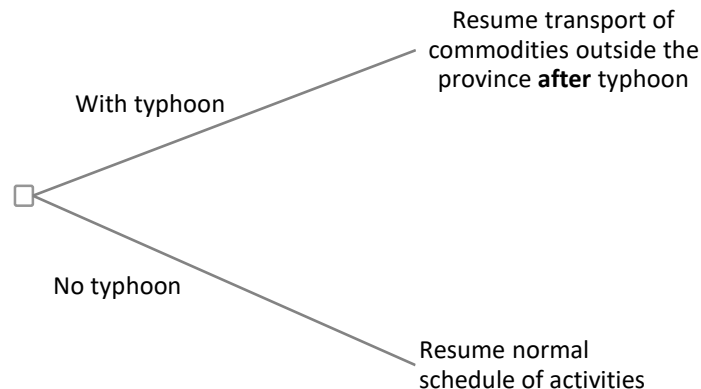 Resume transport of
commodities outside the
province after typhoon
With typhoon
No typhoon
Resume normal
schedule of activities